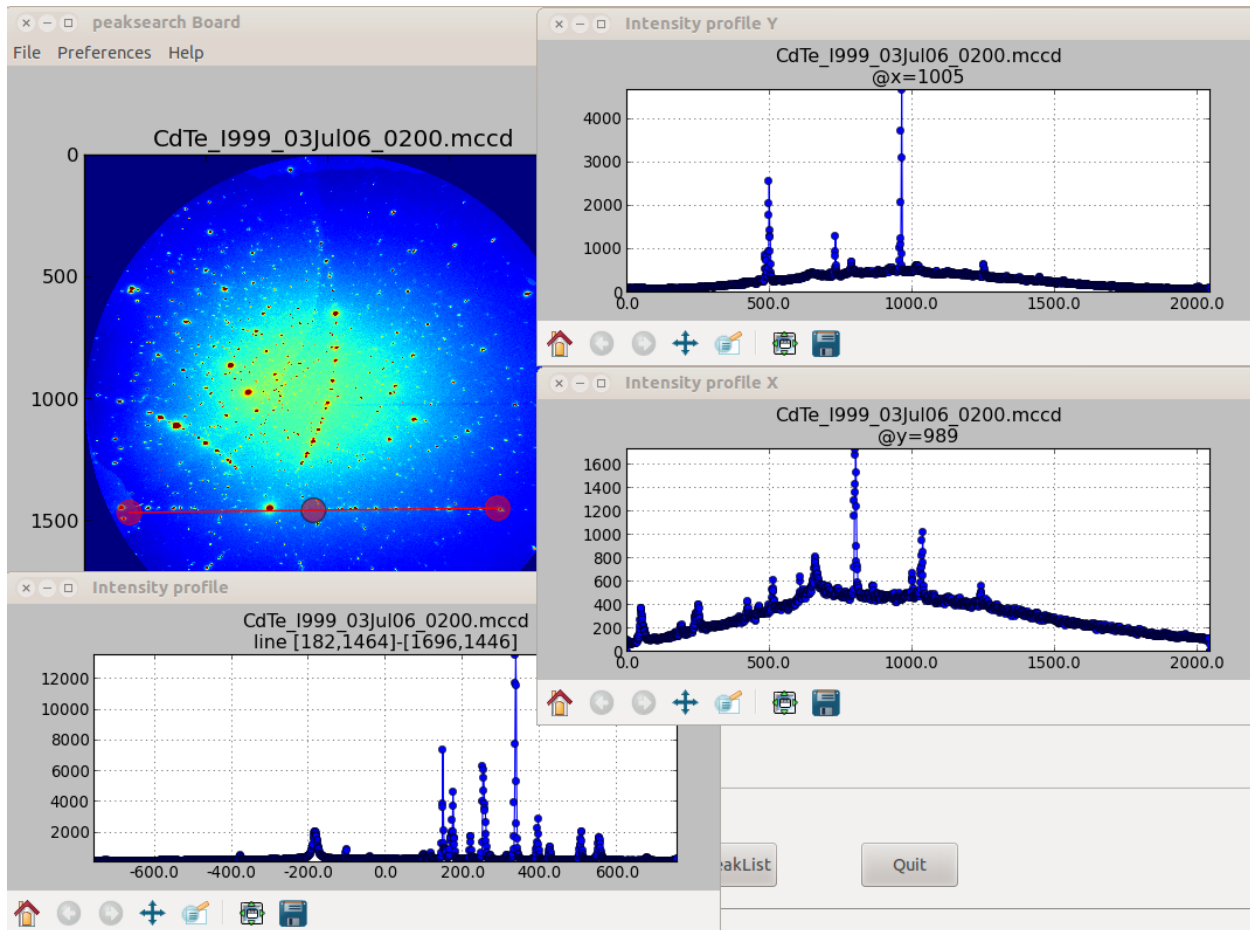 peaksearch Board
File Preferences Help
CdTe_I999_03Jul06_0200.mccd
0
500
1000
1500
Intensity profile Y
CdTe_I999_03Jul06_0200.mccd
@x=1005
4000
3000
2000
1000
0
0.0 500.0 1000.0 1500.0 2000.0
Intensity profile X
CdTe_I999_03Jul06_0200.mccd
@y=989
1600
1400
1200
1000
800
600
400
200
0
0.0 500.0 1000.0 1500.0 2000.0
Intensity profile
CdTe_I999_03Jul06_0200.mccd
line [182,1464]-[1696,1446]
12000
10000
8000
6000
4000
2000
-600.0 -400.0 -200.0 0.0 200.0 400.0 600.0
eakList
Quit